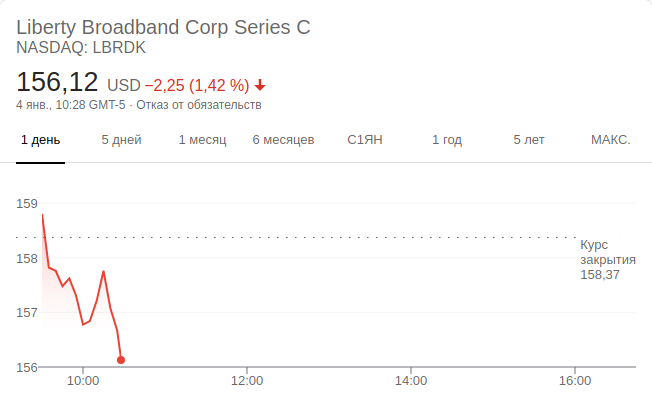 Liberty Broadband Corp Series C
NASDAQ: LBRDK
156,12 USD −2,25 (1,42 %)
4 янв., 10:28 GMT-5 · Отказ от обязательств
1 день 5 дней 1 месяц 6 месяцев С1ЯН 1 год 5 лет МАКС.
159
158
157
156
Курс
закрытия
158,37
10:00 12:00 14:00 16:00